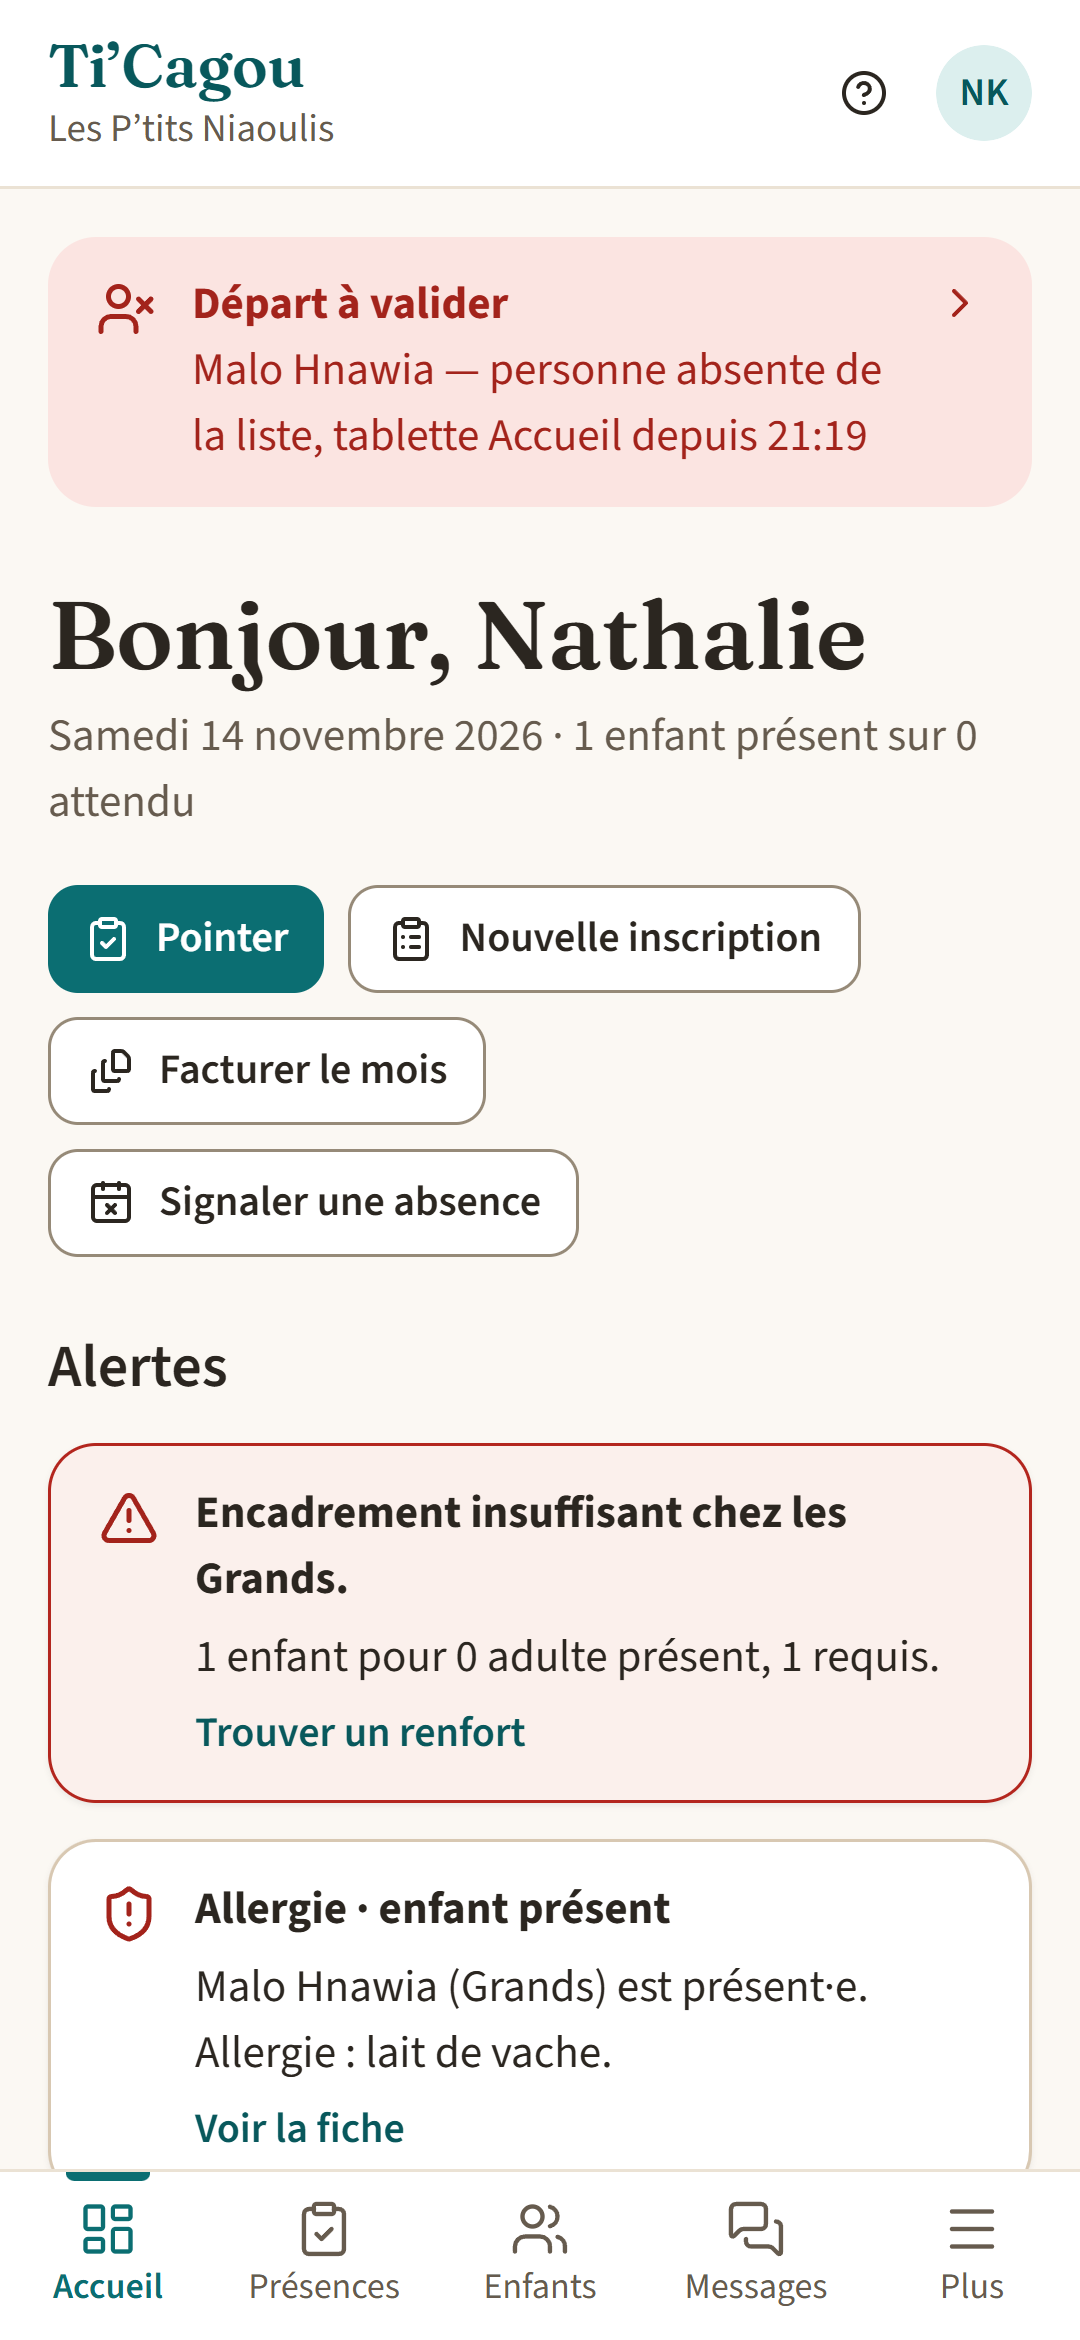 Ti’Cagou
Les P’tits Niaoulis
NK
Départ à valider
Malo Hnawia — personne absente de
la liste, tablette Accueil depuis 21:19
Bonjour, Nathalie
Samedi 14 novembre 2026 · 1 enfant présent sur 0
attendu
Pointer
Nouvelle inscription
Facturer le mois
Signaler une absence
Alertes
Encadrement insuffisant chez les
Grands.
1 enfant pour 0 adulte présent, 1 requis.
Trouver un renfort
Allergie · enfant présent
Malo Hnawia (Grands) est présent·e.
Allergie : lait de vache.
Voir la fiche
Accueil
Présences
Enfants
Messages
Plus